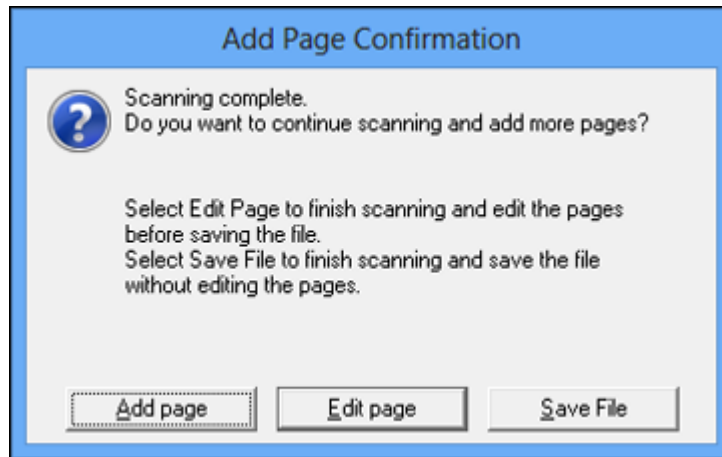 Add Page Confirmation
Scanning complete.
Do you want to continue scanning and add more pages?
Select Edit Page to finish scanning and edit the pages
before saving the file.
Select Save File to finish scanning and save the file
without editing the pages.
Add page Edit page Save File